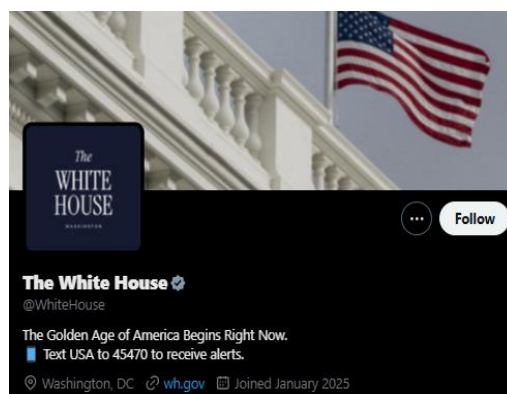 The
WHITE
HOUSE
WASHINGTON
Follow
The White House
@WhiteHouse
The Golden Age of America Begins Right Now.
Text USA to 45470 to receive alerts.
Washington, DC wh.gov Joined January 2025